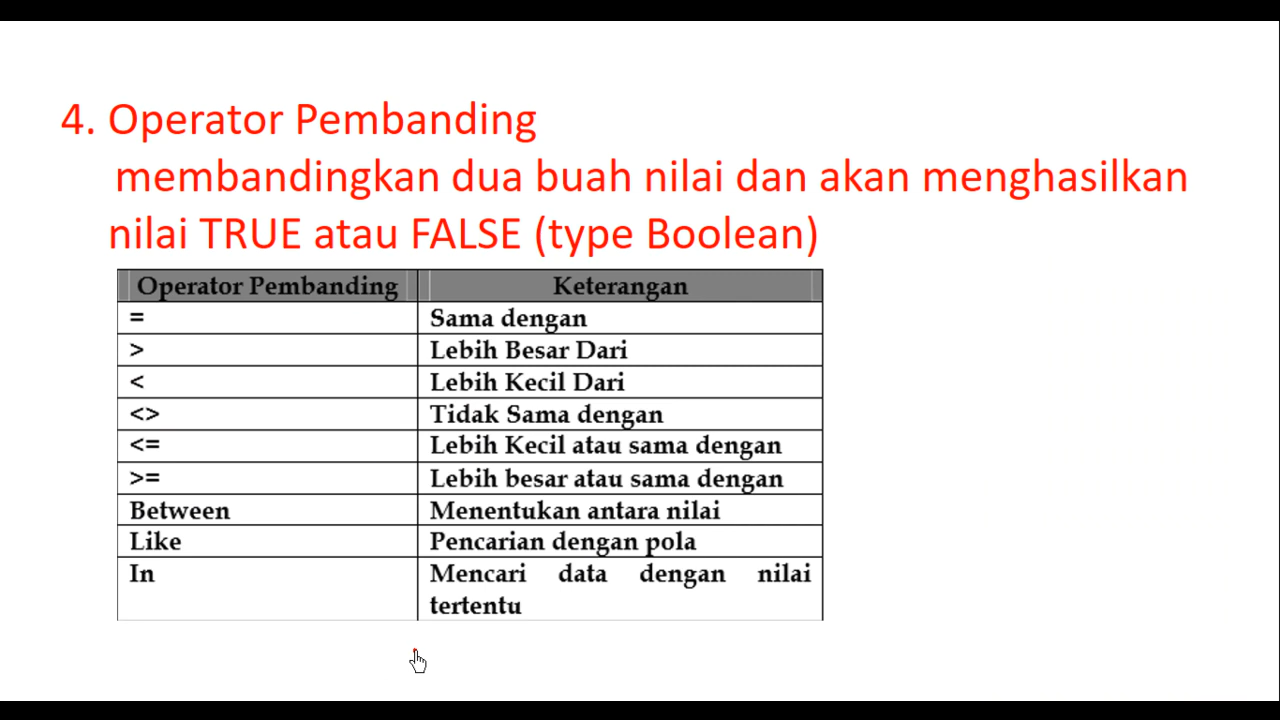 4. Operator Pembanding
membandingkan dua buah nilai dan akan menghasilkan
nilai TRUE atau FALSE (type Boolean)
Operator Pembanding Keterangan
= Sama dengan
> Lebih Besar Dari
< Lebih Kecil Dari
<> Tidak Sama dengan
<= Lebih Kecil atau sama dengan
>= Lebih besar atau sama dengan
Between Menentukan antara nilai
Like Pencarian dengan pola
In Mencari data dengan nilai
tertentu